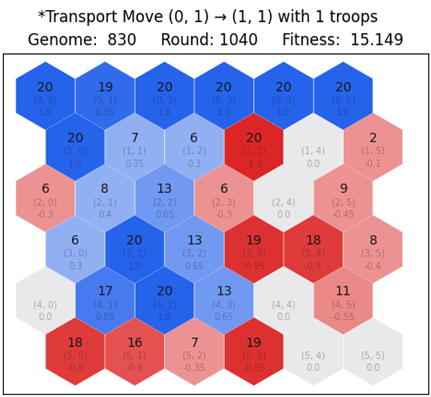 *Transport Move (0, 1) → (1, 1) with 1 troops
Genome:  830     Round: 1040     Fitness:  15.149
20 19 20 20 20 20
(0, 0) (0, 1) (0, 2) (0, 3) (0, 4) (0, 5)
1.0 0.95 1.0 1.0 1.0 1.0
20 7 6 20 2
(1, 0) (1, 1) (1, 2) (1, 3) (1, 4) (1, 5)
1.0 0.35 0.3 -1.0 0.0 -0.1
6 8 13 6 9
(2, 0) (2, 1) (2, 2) (2, 3) (2, 4) (2, 5)
-0.3 0.4 0.65 -0.3 0.0 -0.45
6 20 13 19 18 8
(3, 0) (3, 1) (3, 2) (3, 3) (3, 4) (3, 5)
0.3 1.0 0.65 -0.95 -0.9 -0.4
17 20 13 11
(4, 0) (4, 1) (4, 2) (4, 3) (4, 4) (4, 5)
0.0 0.85 1.0 0.65 0.0 -0.55
18 16 7 19
(5, 0) (5, 1) (5, 2) (5, 3) (5, 4) (5, 5)
-0.9 -0.8 -0.35 -0.95 0.0 0.0